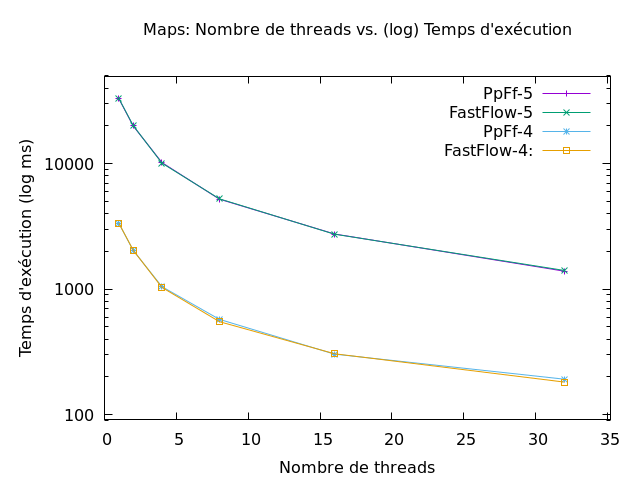 Maps: Nombre de threads vs. (log) Temps d'exécution
PpFf-5
FastFlow-5
PpFf-4
FastFlow-4:
10000
1000
100
Temps d'exécution (log ms)
0 5 10 15 20 25 30 35
Nombre de threads